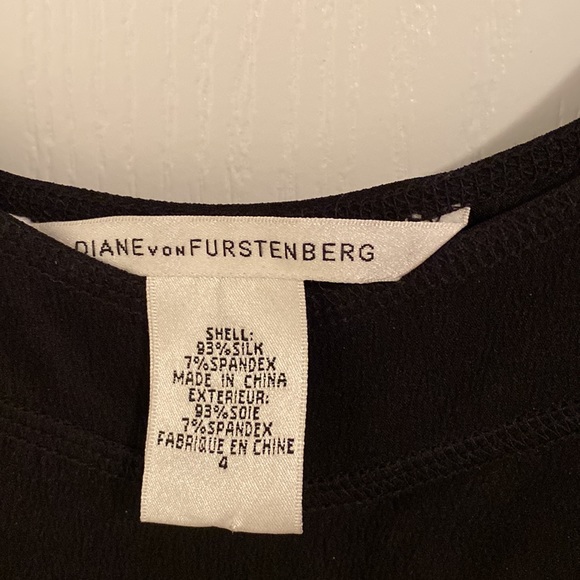 DIANE VON FURSTENBERG
SHELL:
93%SILK
7%SPANDEX
MADE IN CHINA
EXTERIEUR:
93%SOIE
7%SPANDEX
FABRIQUE EN CHINE
4